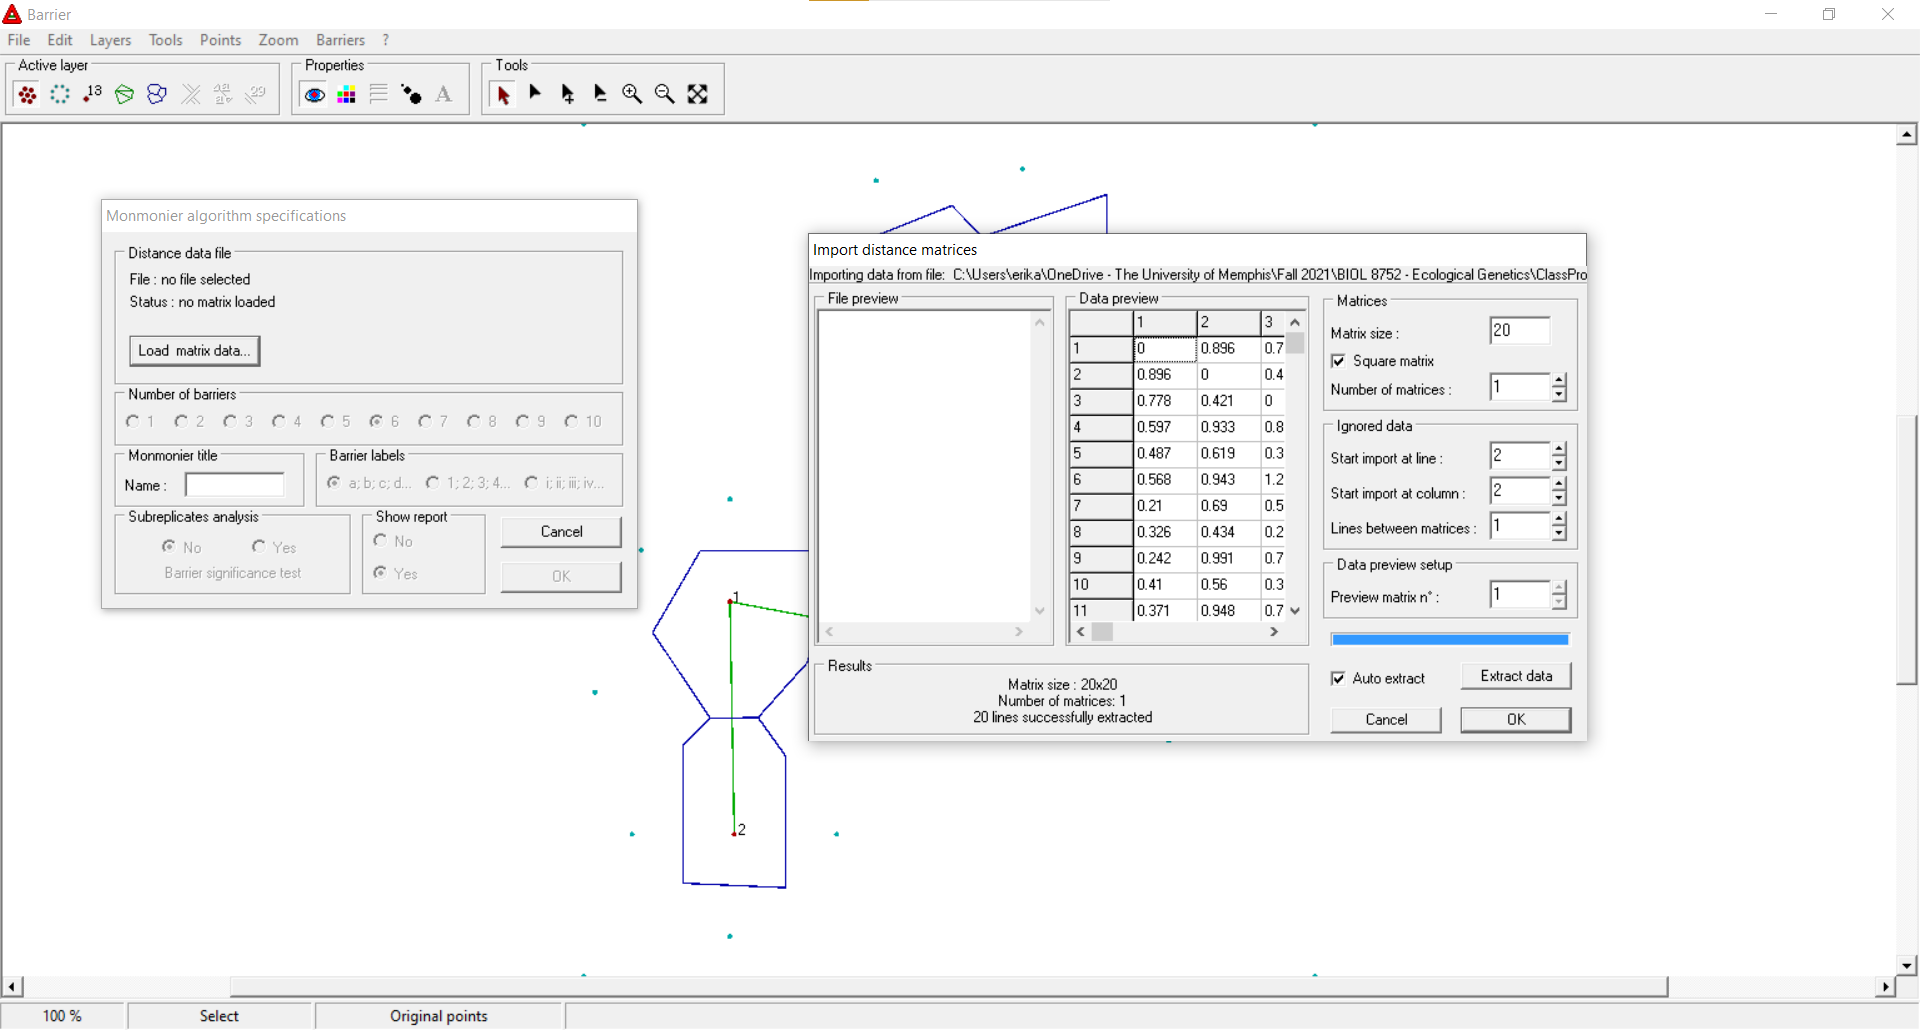 Barrier
File Edit Layers Tools Points Zoom Barriers ?
Active layer
Properties
Tools
13
A
Monmonier algorithm specifications
Distance data file
File : no file selected
Status : no matrix loaded
Load matrix data...
Number of barriers
1 2 3 4 5 6 7 8 9 10
Monmonier title
Name :
Barrier labels
a; b; c; d... 1; 2; 3; 4... i; ii; iii; iv...
Subreplicates analysis
No Yes
Barrier significance test
Show report
No
Yes
Cancel
OK
Import distance matrices
Importing data from file: C:\Users\erika\OneDrive - The University of Memphis\Fall 2021\BIOL 8752 - Ecological Genetics\ClassPro
File preview
Data preview
1 2 3
1 0 0.896 0.7
2 0.896 0 0.4
3 0.778 0.421 0
4 0.597 0.933 0.8
5 0.487 0.619 0.3
6 0.568 0.943 1.2
7 0.21 0.69 0.5
8 0.326 0.434 0.2
9 0.242 0.991 0.7
10 0.41 0.56 0.3
11 0.371 0.948 0.7
Matrices
Matrix size : 20
Square matrix
Number of matrices : 1
Ignored data
Start import at line : 2
Start import at column : 2
Lines between matrices : 1
Data preview setup
Preview matrix n° : 1
Results
Matrix size : 20x20
Number of matrices: 1
20 lines successfully extracted
Auto extract
Extract data
Cancel
OK
1
2
100 %
Select
Original points